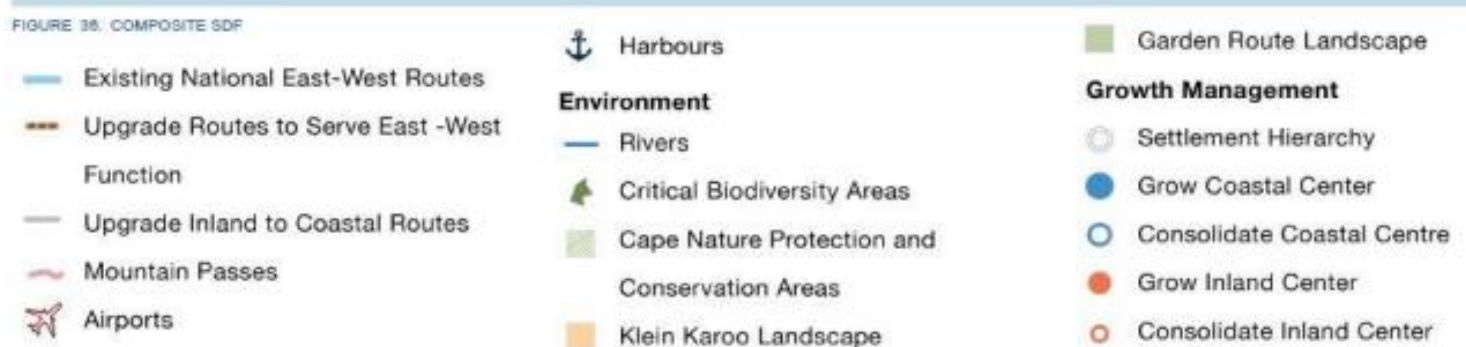 FIGURE 36. COMPOSITE SDF
Existing National East-West Routes
Upgrade Routes to Serve East -West
Function
Upgrade Inland to Coastal Routes
Mountain Passes
Airports
Harbours
Environment
Rivers
Critical Biodiversity Areas
Cape Nature Protection and
Conservation Areas
Klein Karoo Landscape
Garden Route Landscape
Growth Management
Settlement Hierarchy
Grow Coastal Center
Consolidate Coastal Centre
Grow Inland Center
Consolidate Inland Center